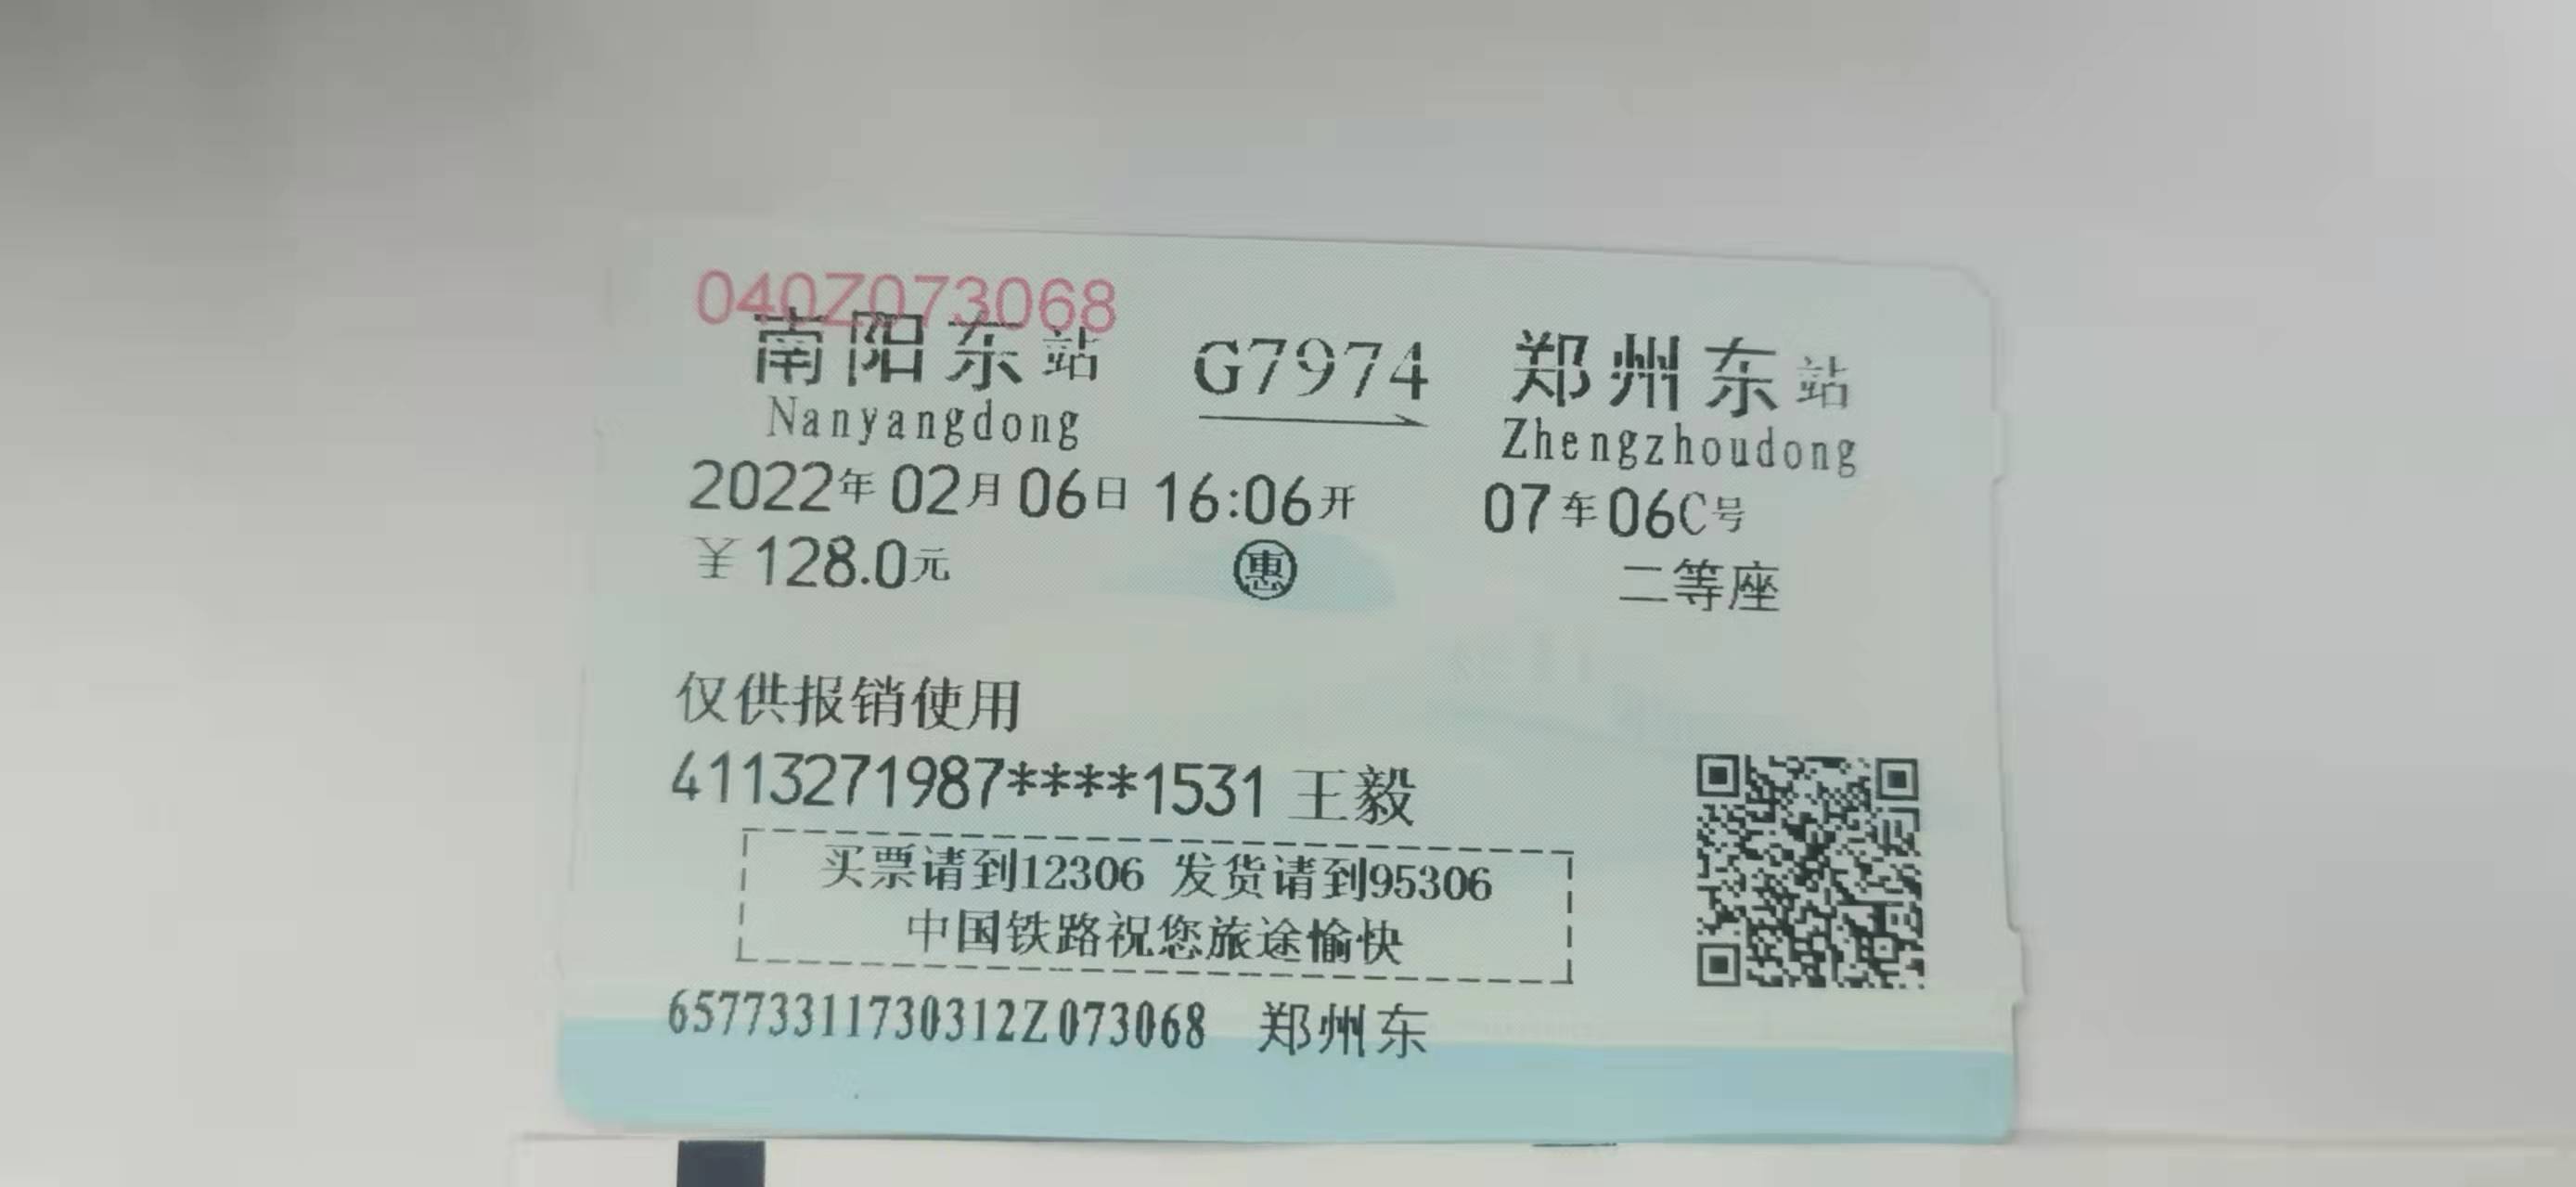 040Z073068
南阳东站 G7974 郑州东站
Nanyangdong Zhengzhoudong
2022年02月06日 16:06开 07车06C号
¥128.0元 惠 二等座
仅供报销使用
4113271987****1531 王毅
买票请到12306 发货请到95306
中国铁路祝您旅途愉快
65773311730312Z073068 郑州东